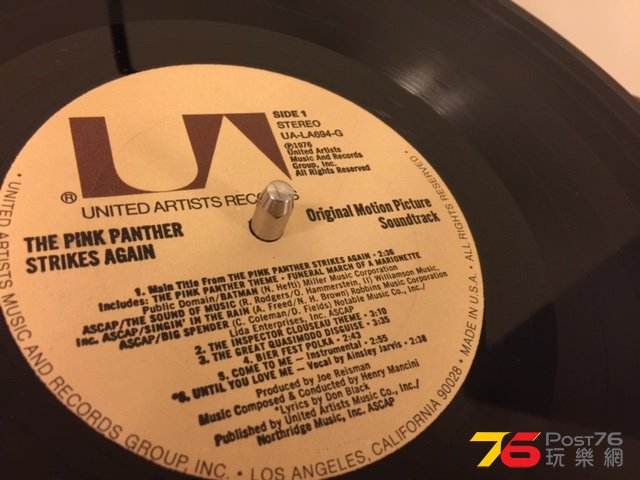 UA
SIDE 1
STEREO
UA-LA694-G
℗1976
United Artists
Music And Records
Group, Inc.
All Rights Reserved
® UNITED ARTISTS RECORDS
THE PINK PANTHER
STRIKES AGAIN
Original Motion Picture
Soundtrack
1. Main Title From THE PINK PANTHER STRIKES AGAIN - 2:36
Includes: THE PINK PANTHER THEME - FUNERAL MARCH OF A MARIONETTE
Public Domain/BATMAN (N. Hefti) Miller Music Corporation
ASCAP/THE SOUND OF MUSIC (R. Rodgers/O. Hammerstein, II) Williamson Music,
Inc. ASCAP/SINGIN' IN THE RAIN (A. Freed/N. H. Brown) Robbins Music Corporation
ASCAP/BIG SPENDER (C. Coleman/D. Fields) Notable Music Co., Inc./
Lida Enterprises, Inc. ASCAP
2. THE INSPECTOR CLOUSEAU THEME - 3:10
3. THE GREAT QUASIMODO DISGUISE - 3:35
4. BIER FEST POLKA - 2:43
5. COME TO ME - Instrumental - 2:55
*6. UNTIL YOU LOVE ME - Vocal by Ainsley Jarvis - 2:38
Produced by Joe Reisman
Music Composed & Conducted by Henry Mancini
*Lyrics by Don Black
Published by United Artists Music Co., Inc./
Northridge Music, Inc. ASCAP
• UNITED ARTISTS MUSIC AND RECORDS GROUP, INC. • LOS ANGELES, CALIFORNIA 90028 • MADE IN U.S.A. • ALL RIGHTS RESERVED •
76 Post76
玩樂網